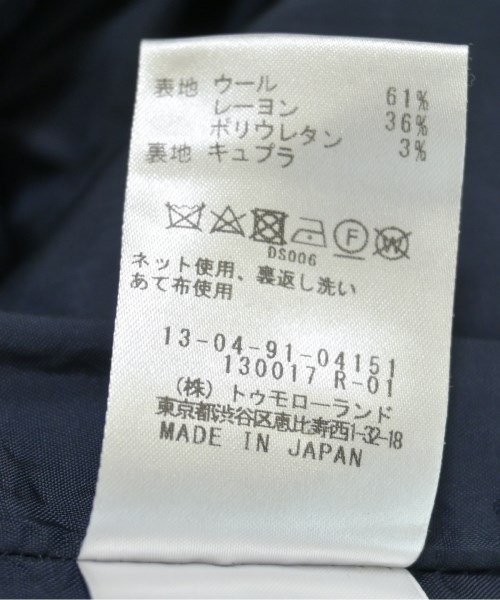 表地 ウール 61%
レーヨン 36%
ポリウレタン 3%
裏地 キュプラ
F W
DS006
ネット使用、裏返し洗い
あて布使用
13-04-91-04151
130017 R-01
(株) トゥモローランド
東京都渋谷区恵比寿西1-32-18
MADE IN JAPAN